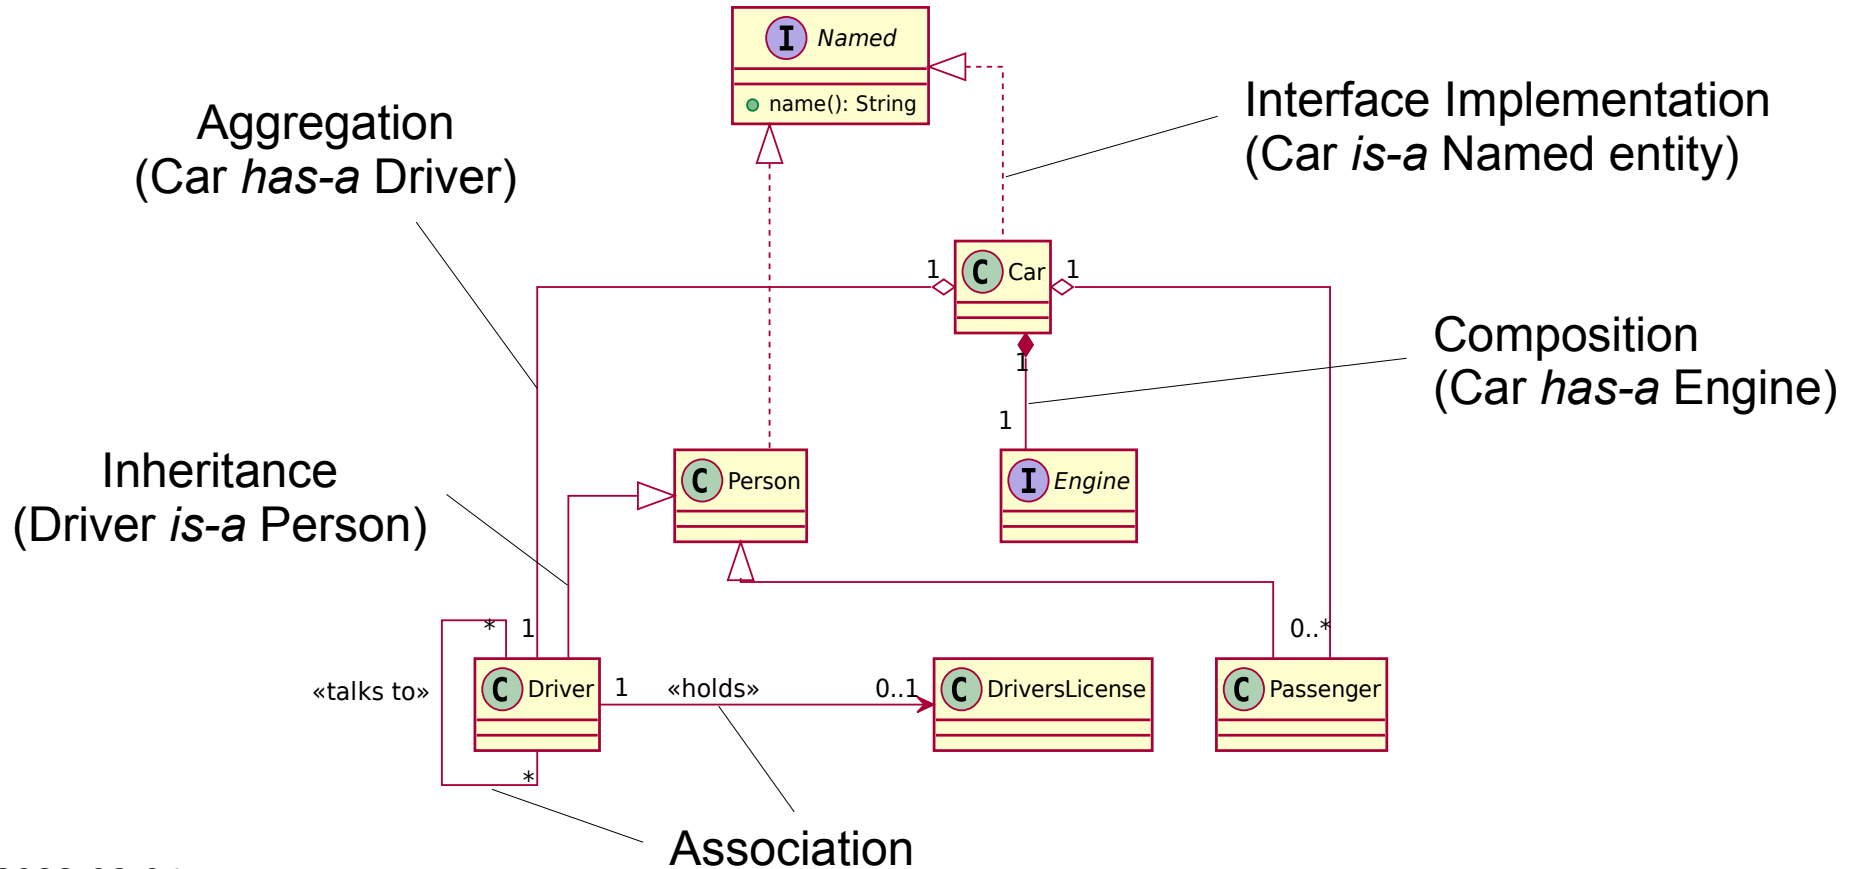 I Named
name(): String
Aggregation
(Car has-a Driver)
Interface Implementation
(Car is-a Named entity)
1
C Car
1
1
Composition
(Car has-a Engine)
1
Inheritance
(Driver is-a Person)
C Person
I Engine
* 1
0..*
«talks to»
C Driver
1 «holds» 0..1
C DriversLicense
C Passenger
*
Association